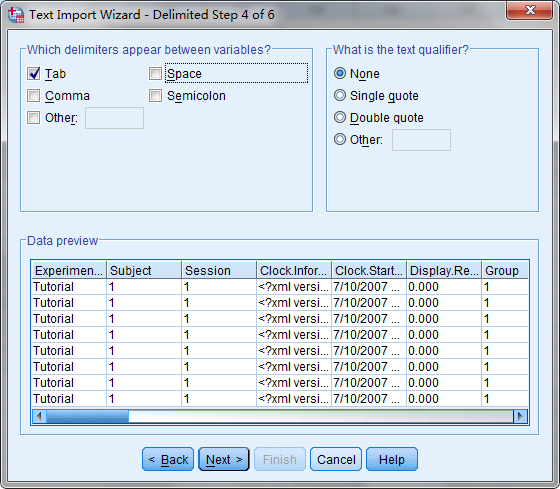 Text Import Wizard - Delimited Step 4 of 6
Which delimiters appear between variables?
Tab
Space
Comma
Semicolon
Other:
What is the text qualifier?
None
Single quote
Double quote
Other:
Data preview
Experimen... Subject Session Clock.Infor... Clock.Start... Display.Re... Group
Tutorial 1 1 <?xml versi... 7/10/2007 ... 0.000 1
Tutorial 1 1 <?xml versi... 7/10/2007 ... 0.000 1
Tutorial 1 1 <?xml versi... 7/10/2007 ... 0.000 1
Tutorial 1 1 <?xml versi... 7/10/2007 ... 0.000 1
Tutorial 1 1 <?xml versi... 7/10/2007 ... 0.000 1
Tutorial 1 1 <?xml versi... 7/10/2007 ... 0.000 1
Tutorial 1 1 <?xml versi... 7/10/2007 ... 0.000 1
Tutorial 1 1 <?xml versi... 7/10/2007 ... 0.000 1
< Back Next > Finish Cancel Help